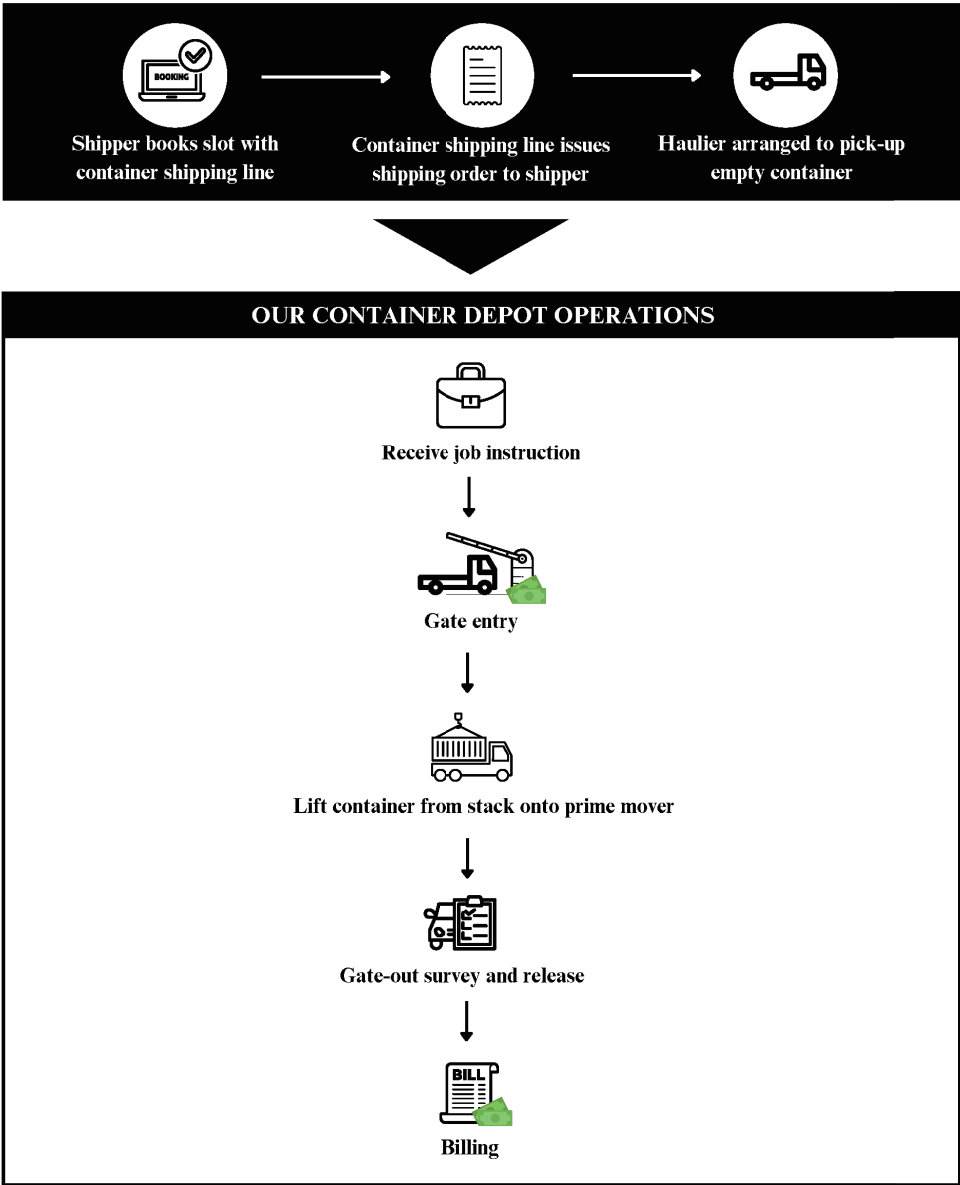 BOOKING
Shipper books slot with
container shipping line
Container shipping line issues
shipping order to shipper
Haulier arranged to pick-up
empty container
OUR CONTAINER DEPOT OPERATIONS
Receive job instruction
Gate entry
Lift container from stack onto prime mover
Gate-out survey and release
BILL
Billing